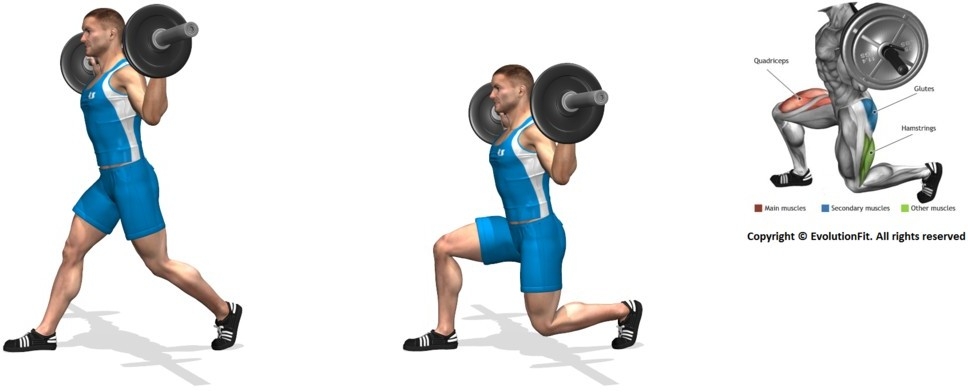 Quadriceps
Glutes
Hamstrings
Main muscles Secondary muscles Other muscles
Copyright © EvolutionFit. All rights reserved